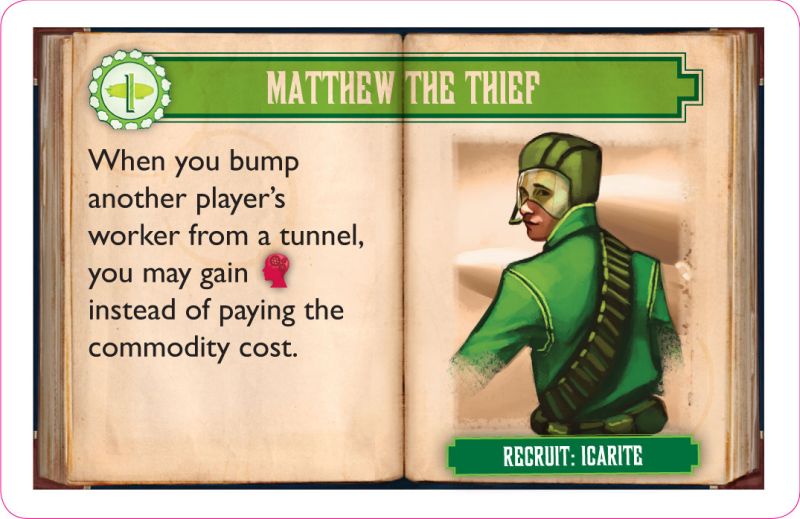 MATTHEW THE THIEF
When you bump
another player's
worker from a tunnel,
you may gain
instead of paying the
commodity cost.
RECRUIT: ICARITE